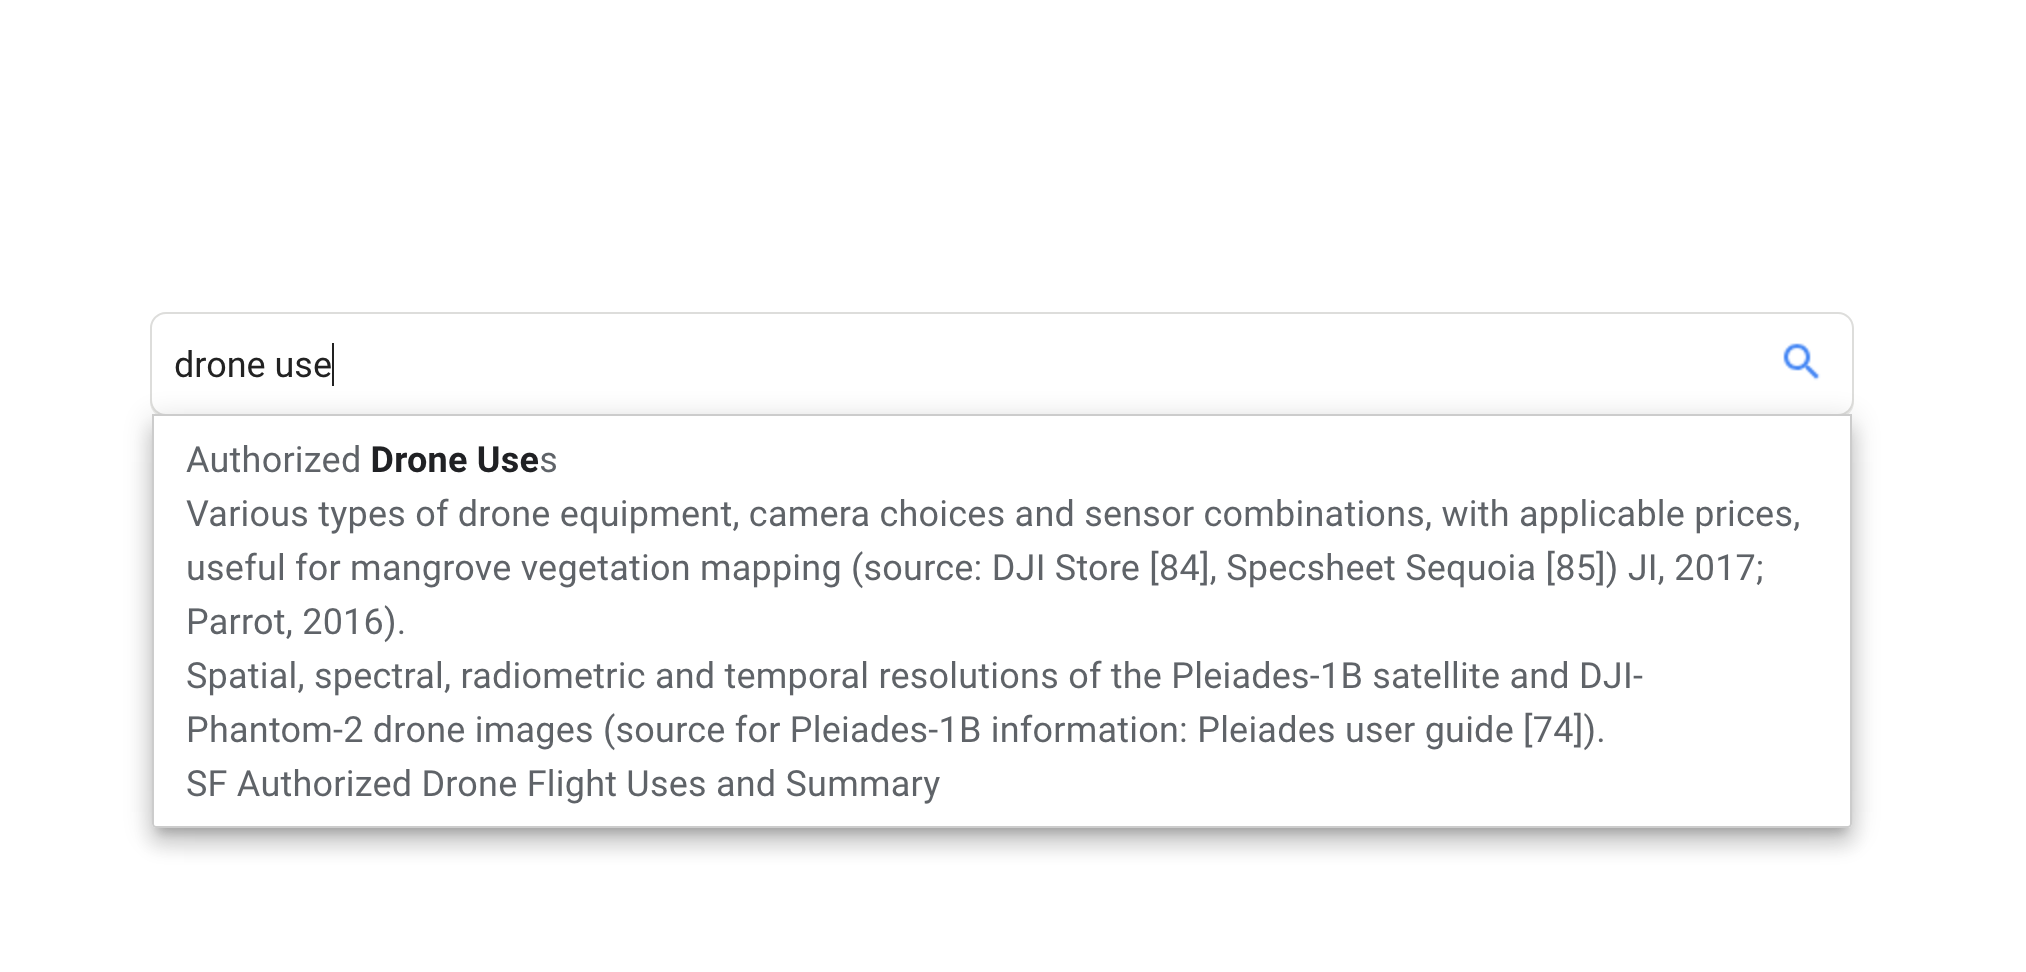 drone use
Authorized Drone Uses
Various types of drone equipment, camera choices and sensor combinations, with applicable prices,
useful for mangrove vegetation mapping (source: DJI Store [84], Specsheet Sequoia [85]) JI, 2017;
Parrot, 2016).
Spatial, spectral, radiometric and temporal resolutions of the Pleiades-1B satellite and DJI-
Phantom-2 drone images (source for Pleiades-1B information: Pleiades user guide [74]).
SF Authorized Drone Flight Uses and Summary